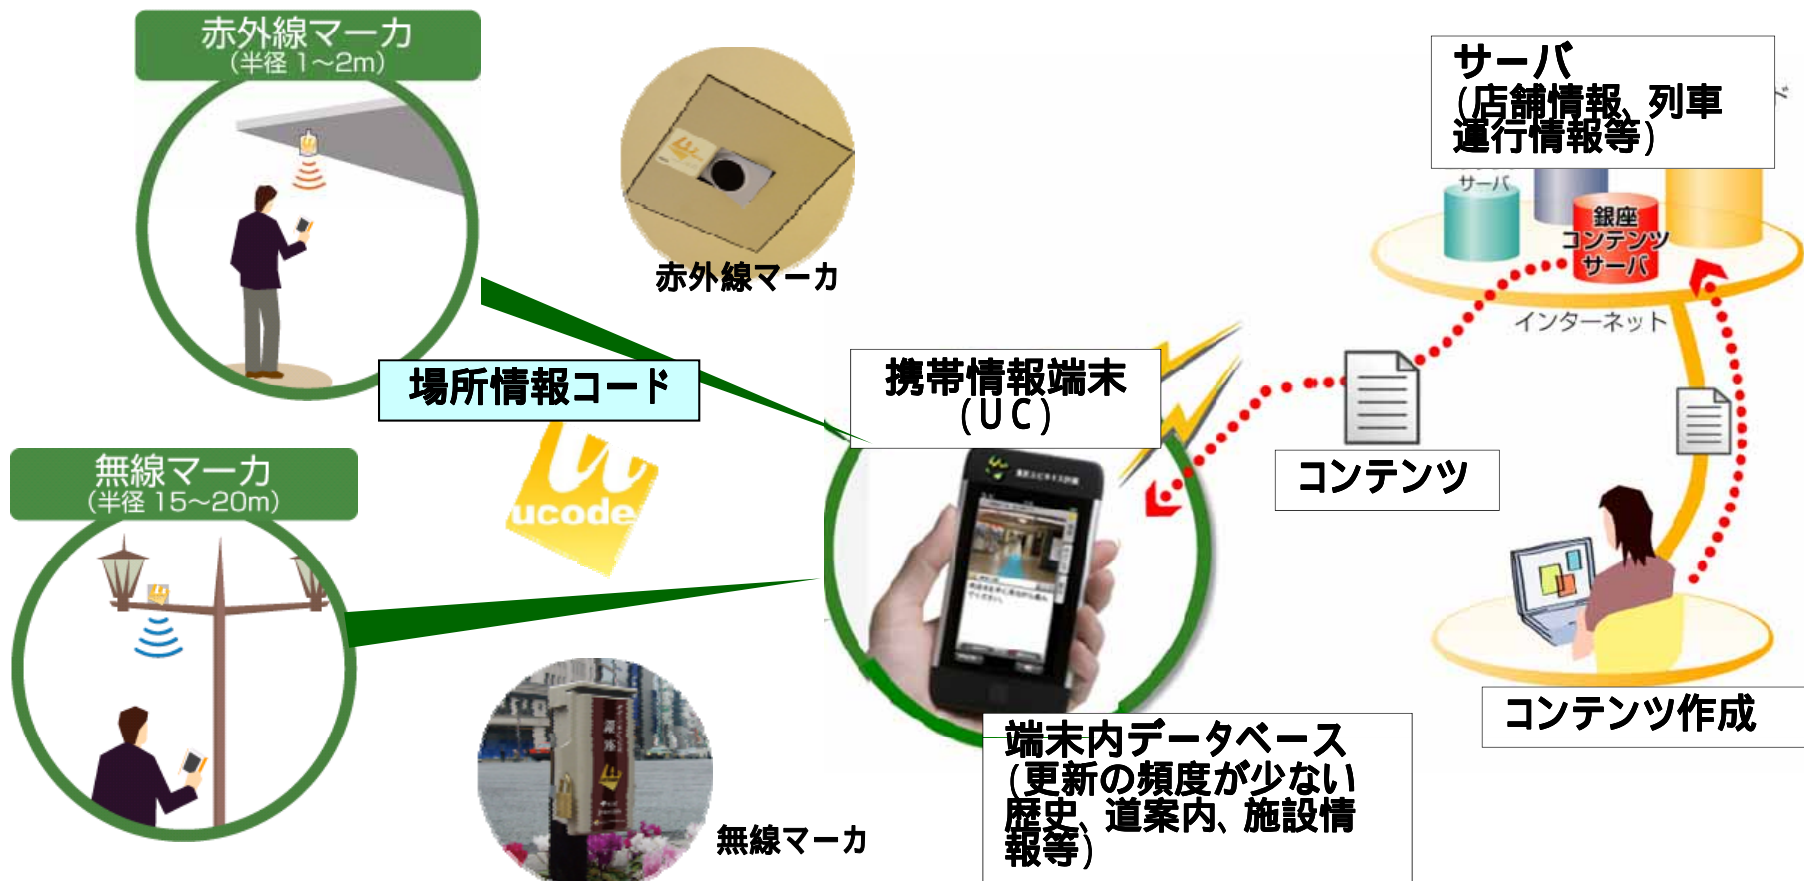 赤外線マーカ
(半径 1〜2m)
赤外線マーカ
場所情報コード
ucode
無線マーカ
(半径 15〜20m)
無線マーカ
携帯情報端末
(UC)
端末内データベース
(更新の頻度が少ない
歴史、道案内、施設情
報等)
サーバ
(店舗情報、列車
運行情報等)
サーバ
銀座
コンテンツ
サーバ
インターネット
コンテンツ
コンテンツ作成
銀座